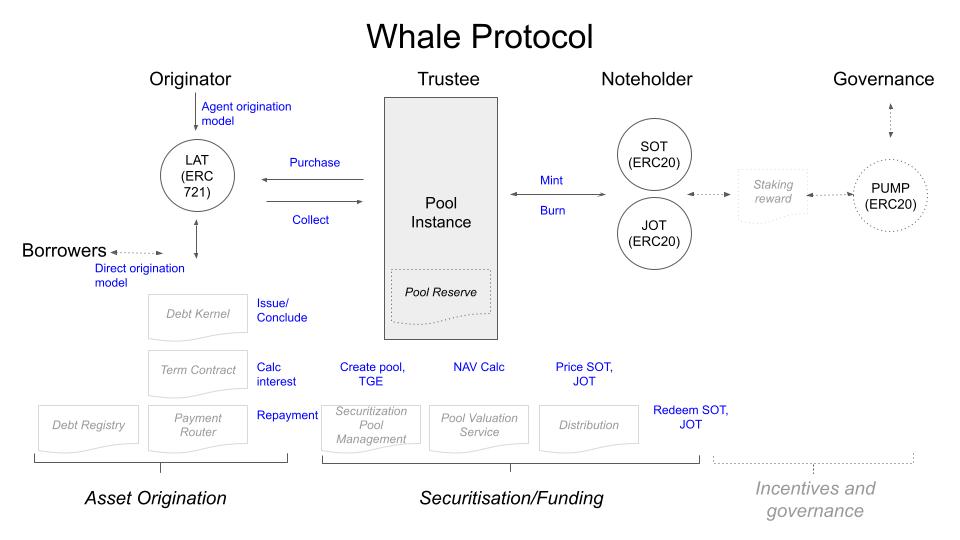 Whale Protocol
Originator
Trustee
Noteholder
Governance
Agent origination
model
LAT
(ERC
721)
Purchase
Collect
Pool
Instance
Pool Reserve
Mint
Burn
SOT
(ERC20)
JOT
(ERC20)
Staking
reward
PUMP
(ERC20)
Borrowers
Direct origination
model
Debt Kernel
Issue/
Conclude
Term Contract
Calc
interest
Debt Registry
Payment
Router
Repayment
Create pool,
TGE
NAV Calc
Price SOT,
JOT
Securitization
Pool
Management
Pool Valuation
Service
Distribution
Redeem SOT,
JOT
Asset Origination
Securitisation/Funding
Incentives and
governance